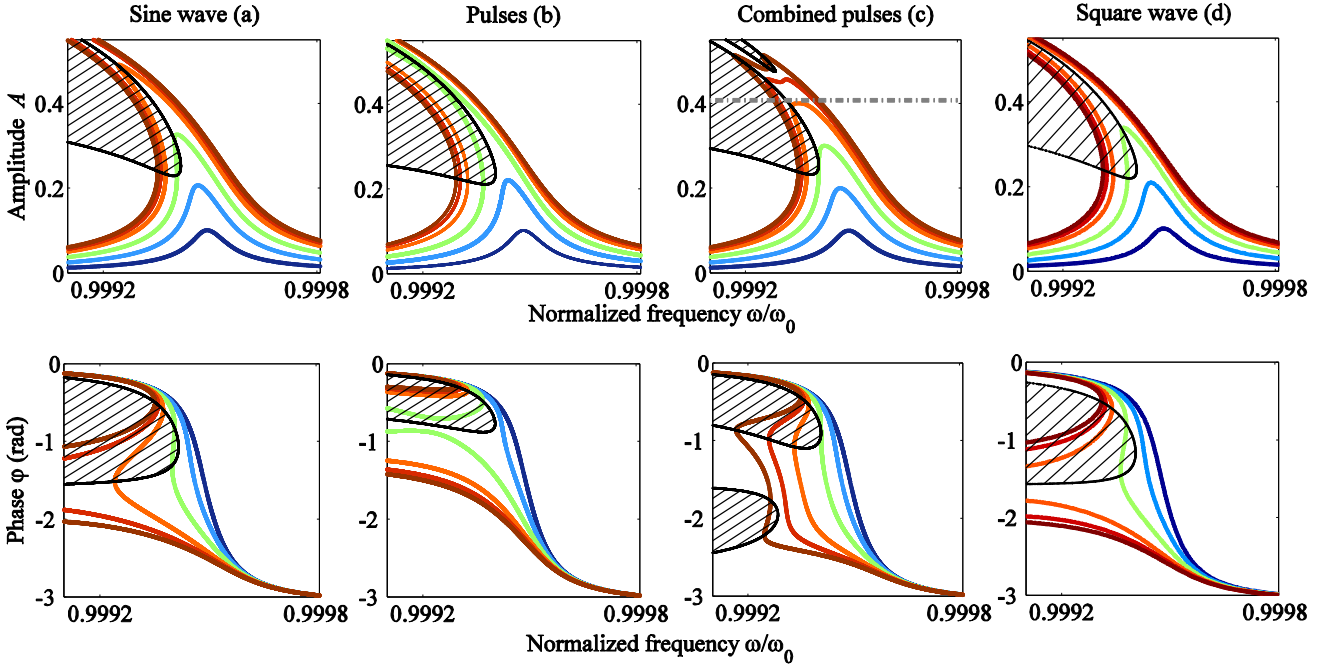 Sine wave (a) Pulses (b) Combined pulses (c) Square wave (d)
Amplitude A
0.4 0.4 0.4 0.4
0.2 0.2 0.2 0.2
0 0 0 0
0.9992 0.9998 0.9992 0.9998 0.9992 0.9998 0.9992 0.9998
Normalized frequency ω/ω₀
Phase φ (rad)
0 0 0 0
-1 -1 -1 -1
-2 -2 -2 -2
-3 -3 -3 -3
0.9992 0.9998 0.9992 0.9998 0.9992 0.9998 0.9992 0.9998
Normalized frequency ω/ω₀